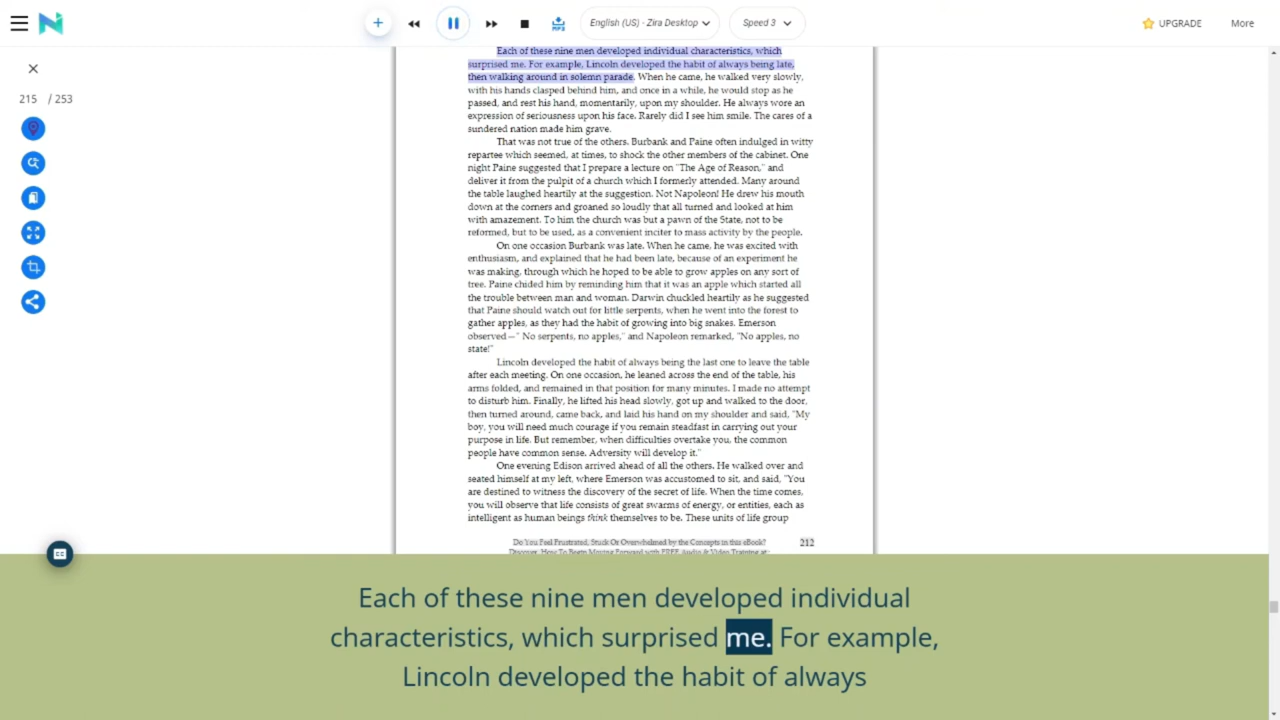 English (US) - Zira Desktop
Speed 3
UPGRADE
More
MP3
215 / 253
Each of these nine men developed individual characteristics, which
surprised me. For example, Lincoln developed the habit of always being late,
then walking around in solemn parade. When he came, he walked very slowly,
with his hands clasped behind him, and once in a while, he would stop as he
passed, and rest his hand, momentarily, upon my shoulder. He always wore an
expression of seriousness upon his face. Rarely did I see him smile. The cares of a
sundered nation made him grave.
That was not true of the others. Burbank and Paine often indulged in witty
repartee which seemed, at times, to shock the other members of the cabinet. One
night Paine suggested that I prepare a lecture on "The Age of Reason," and
deliver it from the pulpit of a church which I formerly attended. Many around
the table laughed heartily at the suggestion. Not Napoleon! He drew his mouth
down at the corners and groaned so loudly that all turned and looked at him
with amazement. To him the church was but a pawn of the State, not to be
reformed, but to be used, as a convenient inciter to mass activity by the people.
On one occasion Burbank was late. When he came, he was excited with
enthusiasm, and explained that he had been late, because of an experiment he
was making, through which he hoped to be able to grow apples on any sort of
tree. Paine chided him by reminding him that it was an apple which started all
the trouble between man and woman. Darwin chuckled heartily as he suggested
that Paine should watch out for little serpents, when he went into the forest to
gather apples, as they had the habit of growing into big snakes. Emerson
observed—" No serpents, no apples," and Napoleon remarked, "No apples, no
state!"
Lincoln developed the habit of always being the last one to leave the table
after each meeting. On one occasion, he leaned across the end of the table, his
arms folded, and remained in that position for many minutes. I made no attempt
to disturb him. Finally, he lifted his head slowly, got up and walked to the door,
then turned around, came back, and laid his hand on my shoulder and said, "My
boy, you will need much courage if you remain steadfast in carrying out your
purpose in life. But remember, when difficulties overtake you, the common
people have common sense. Adversity will develop it."
One evening Edison arrived ahead of all the others. He walked over and
seated himself at my left, where Emerson was accustomed to sit, and said, "You
are destined to witness the discovery of the secret of life. When the time comes,
you will observe that life consists of great swarms of energy, or entities, each as
intelligent as human beings think themselves to be. These units of life group
Do You Feel Frustrated, Stuck Or Overwhelmed by the Concepts in this eBook? 212
Discover How To Begin Moving Forward with FREE Audio & Video Training at:
Each of these nine men developed individual
characteristics, which surprised me. For example,
Lincoln developed the habit of always